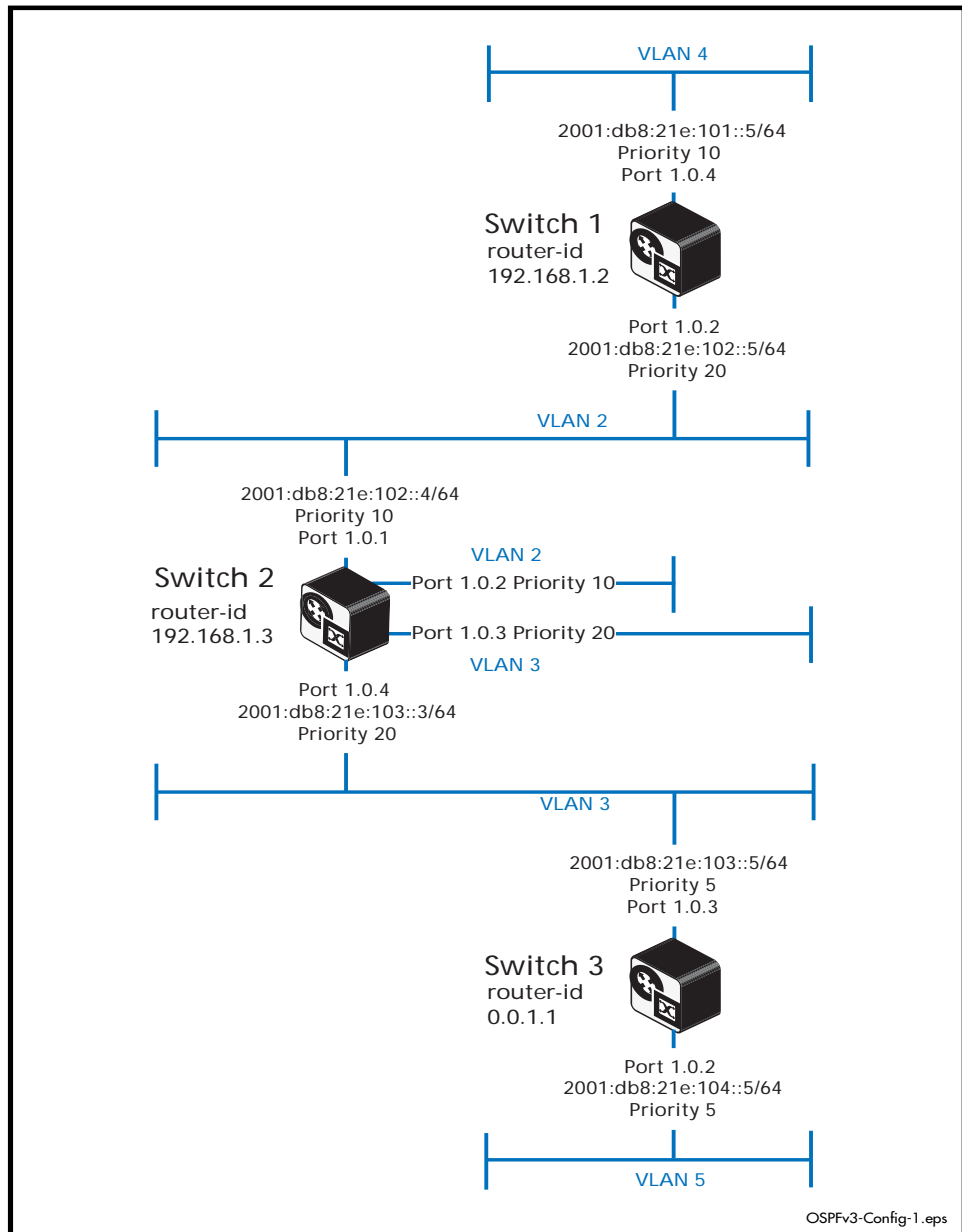 VLAN 4
2001:db8:21e:101::5/64
Priority 10
Port 1.0.4
Switch 1
router-id
192.168.1.2
Port 1.0.2
2001:db8:21e:102::5/64
Priority 20
VLAN 2
2001:db8:21e:102::4/64
Priority 10
Port 1.0.1
VLAN 2
Port 1.0.2 Priority 10
Switch 2
router-id
192.168.1.3
Port 1.0.3 Priority 20
VLAN 3
Port 1.0.4
2001:db8:21e:103::3/64
Priority 20
VLAN 3
2001:db8:21e:103::5/64
Priority 5
Port 1.0.3
Switch 3
router-id
0.0.1.1
Port 1.0.2
2001:db8:21e:104::5/64
Priority 5
VLAN 5
OSPFv3-Config-1.eps